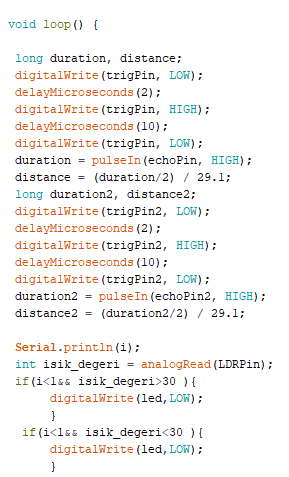 void loop() {
long duration, distance;
digitalWrite(trigPin, LOW);
delayMicroseconds(2);
digitalWrite(trigPin, HIGH);
delayMicroseconds(10);
digitalWrite(trigPin, LOW);
duration = pulseIn(echoPin, HIGH);
distance = (duration/2) / 29.1;
long duration2, distance2;
digitalWrite(trigPin2, LOW);
delayMicroseconds(2);
digitalWrite(trigPin2, HIGH);
delayMicroseconds(10);
digitalWrite(trigPin2, LOW);
duration2 = pulseIn(echoPin2, HIGH);
distance2 = (duration2/2) / 29.1;
Serial.println(i);
int isik_degeri = analogRead(LDRPin);
if(i<1&& isik_degeri>30 ){
digitalWrite(led,LOW);
}
if(i<1&& isik_degeri<30 ){
digitalWrite(led,LOW);
}